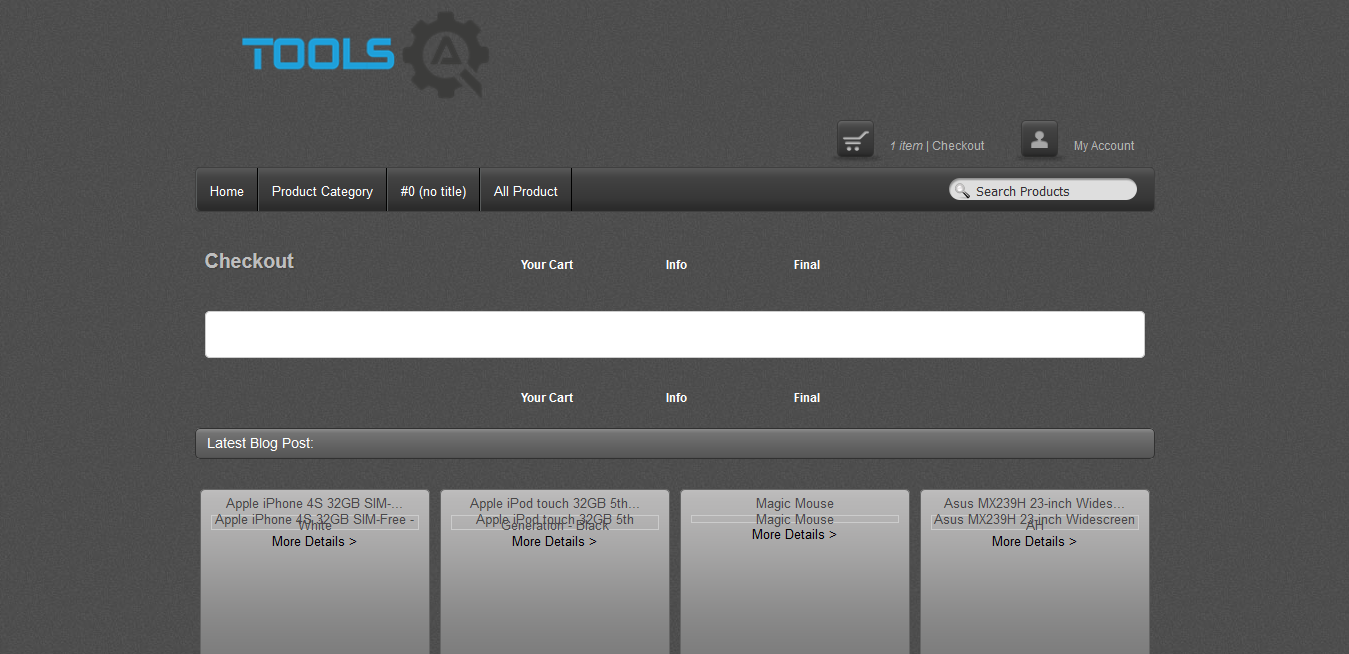 TOOLS
1 item | Checkout
My Account
Home
Product Category
#0 (no title)
All Product
Search Products
Checkout
Your Cart
Info
Final
Your Cart
Info
Final
Latest Blog Post:
Apple iPhone 4S 32GB SIM-...
Apple iPhone 4S 32GB SIM-Free -
White
More Details >
Apple iPod touch 32GB 5th...
Apple iPod touch 32GB 5th
Generation - Black
More Details >
Magic Mouse
Magic Mouse
More Details >
Asus MX239H 23-inch Wides...
Asus MX239H 23-inch Widescreen
AH
More Details >